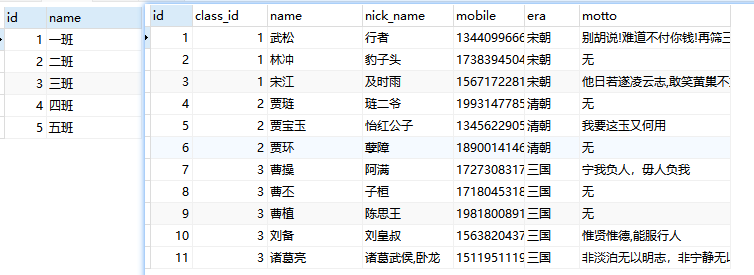 id name
1 一班
2 二班
3 三班
4 四班
5 五班
id class_id name nick_name mobile era motto
1 1 武松 行者 1344099666 宋朝 别胡说!难道不付你钱!再筛三
2 1 林冲 豹子头 1738394504 宋朝 无
3 1 宋江 及时雨 1567172281 宋朝 他日若遂凌云志,敢笑黄巢不
4 2 贾琏 琏二爷 1993147785 清朝 无
5 2 贾宝玉 怡红公子 1345622905 清朝 我要这玉又何用
6 2 贾环 孽障 1890014146 清朝 无
7 3 曹操 阿满 1727308317 三国 宁我负人，毋人负我
8 3 曹丕 子桓 1718045318 三国 无
9 3 曹植 陈思王 1981800891 三国 无
10 3 刘备 刘皇叔 1563820437 三国 惟贤惟德,能服行人
11 3 诸葛亮 诸葛武侯,卧龙 1511951119 三国 非淡泊无以明志，非宁静无以